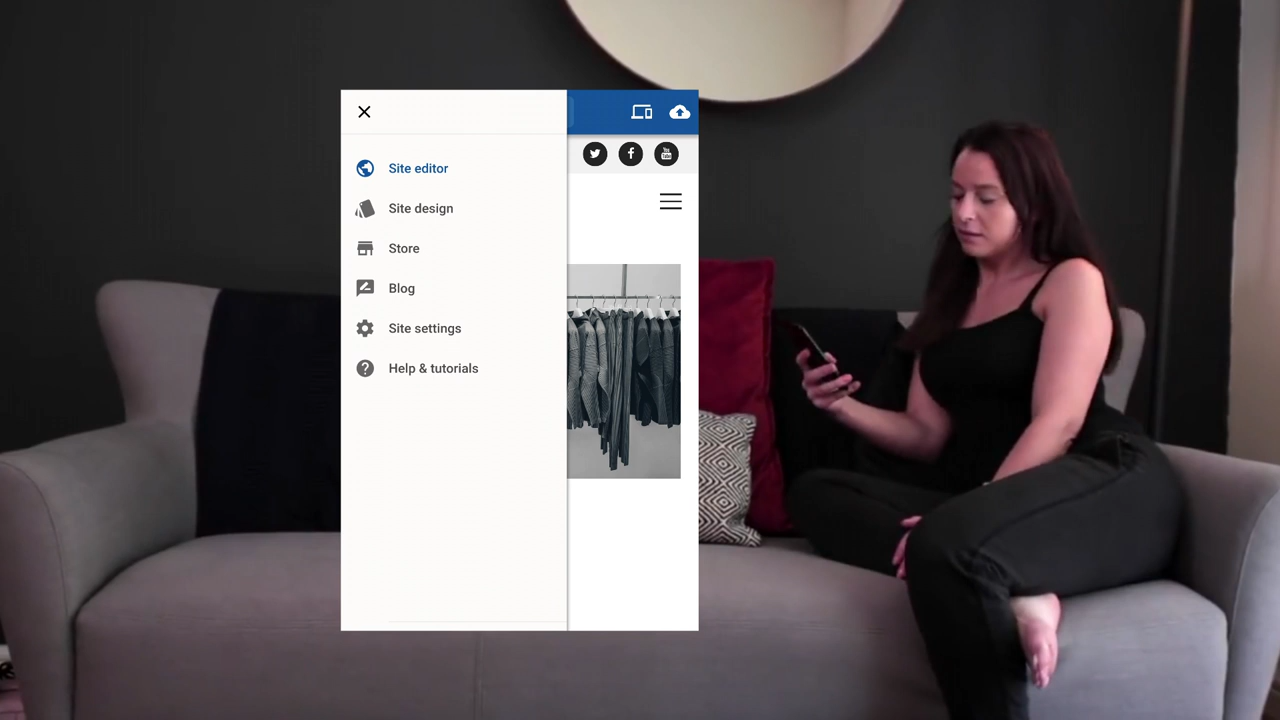 Site editor
Site design
Store
Blog
Site settings
Help & tutorials